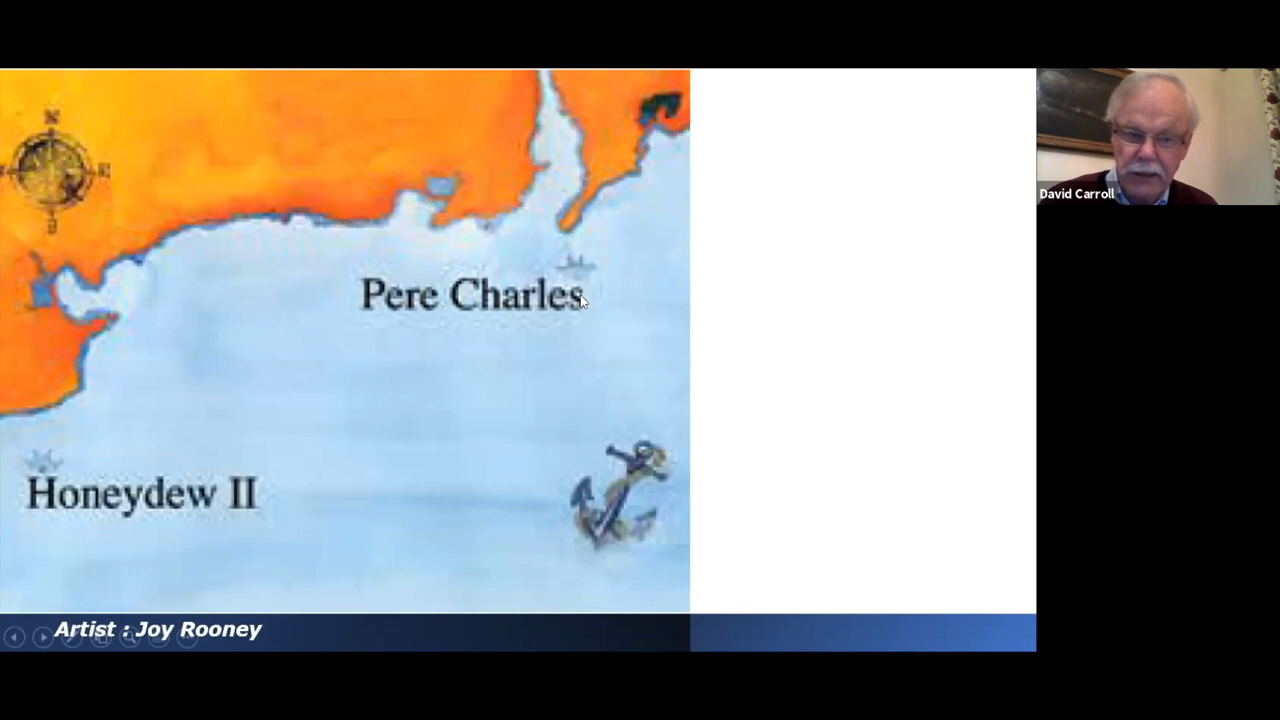 N
Pere Charles
Honeydew II
Artist : Joy Rooney
David Carroll